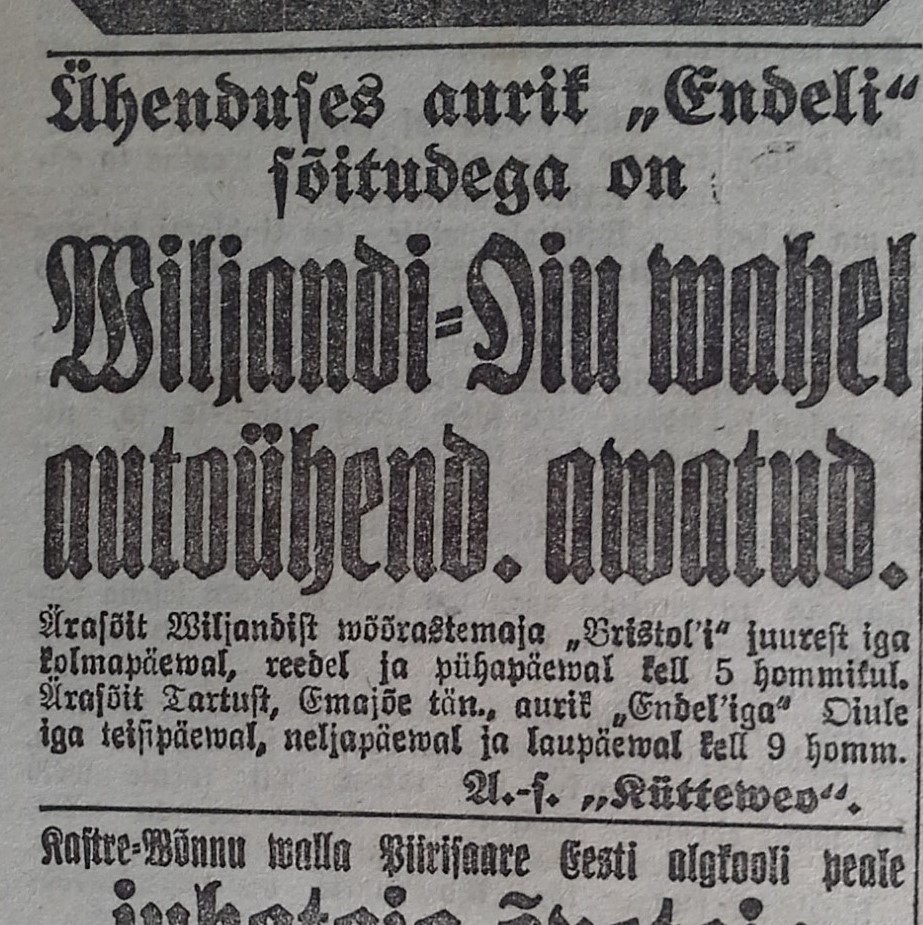 Ühenduses aurik „Endeli“
sõitudega on
Wiljandi-Oiu wahel
autoühend. awatud.
Ärasõit Wiljandist wõõrastemaja „Bristol'i“ juurest iga
kolmapäewal, reedel ja pühapäewal kell 5 hommikul.
Ärasõit Tartust, Emajõe tän., aurik „Endel'iga“ Oiule
iga teisipäewal, neljapäewal ja laupäewal kell 9 homm.
A.-s. „Kütteweo“.
Kastre-Wõnnu walla Piirisaare Eesti algkooli peale